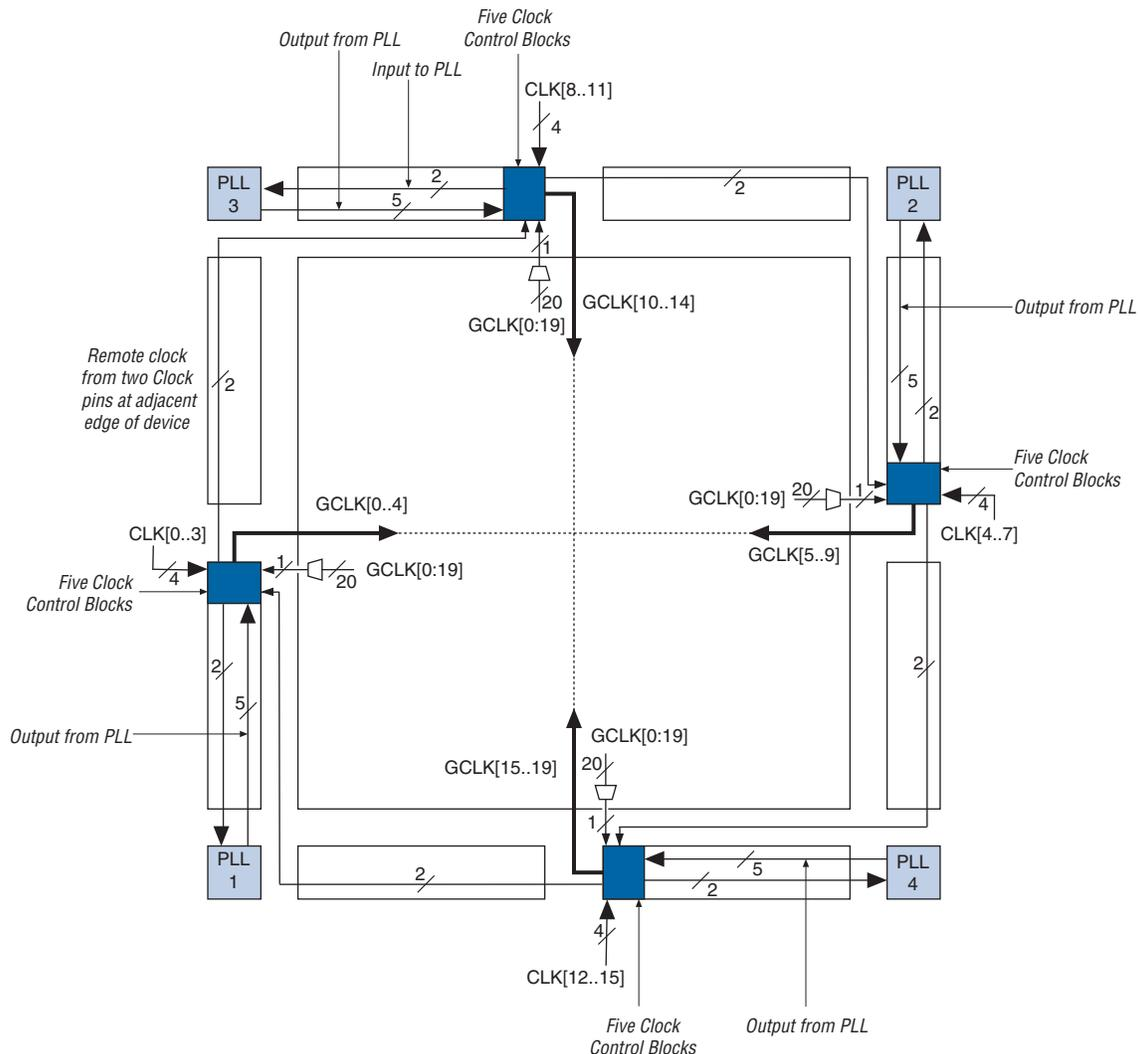 Five Clock
Control Blocks
Output from PLL
Input to PLL
CLK[8..11]
4
PLL
3
2
5
2
PLL
2
1
20
GCLK[0:19]
GCLK[10..14]
Output from PLL
Remote clock
from two Clock
pins at adjacent
edge of device
2
5
2
Five Clock
Control Blocks
GCLK[0:19]
20
1
4
CLK[4..7]
GCLK[0..4]
GCLK[5..9]
CLK[0..3]
4
1
20
GCLK[0:19]
Five Clock
Control Blocks
2
5
2
Output from PLL
GCLK[0:19]
GCLK[15..19]
20
1
PLL
1
2
5
2
PLL
4
4
CLK[12..15]
Five Clock
Control Blocks
Output from PLL